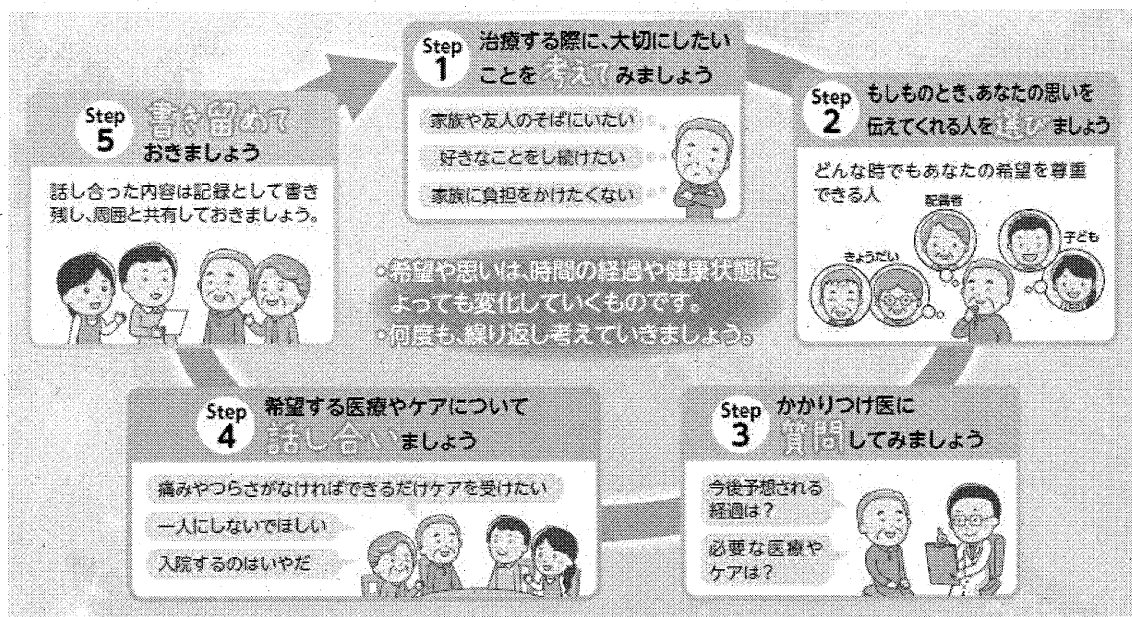 Step 1
治療する際に、大切にしたい
ことを考えてみましょう
家族や友人のそばにいたい
好きなことをし続けたい
家族に負担をかけたくない
Step 2
もしものとき、あなたの思いを
伝えてくれる人を選びましょう
どんな時でもあなたの希望を尊重
できる人
配偶者
子ども
きょうだい
Step 3
かかりつけ医に
質問してみましょう
今後予想される
経過は?
必要な医療や
ケアは?
Step 4
希望する医療やケアについて
話し合いましょう
痛みやつらさがなければできるだけケアを受けたい
一人にしないでほしい
入院するのはいやだ
Step 5
書き留めて
おきましょう
話し合った内容は記録として書き
残し、周囲と共有しておきましょう。
・希望や思いは、時間の経過や健康状態に
よっても変化していくものです。
・何度も、繰り返し考えていきましょう。